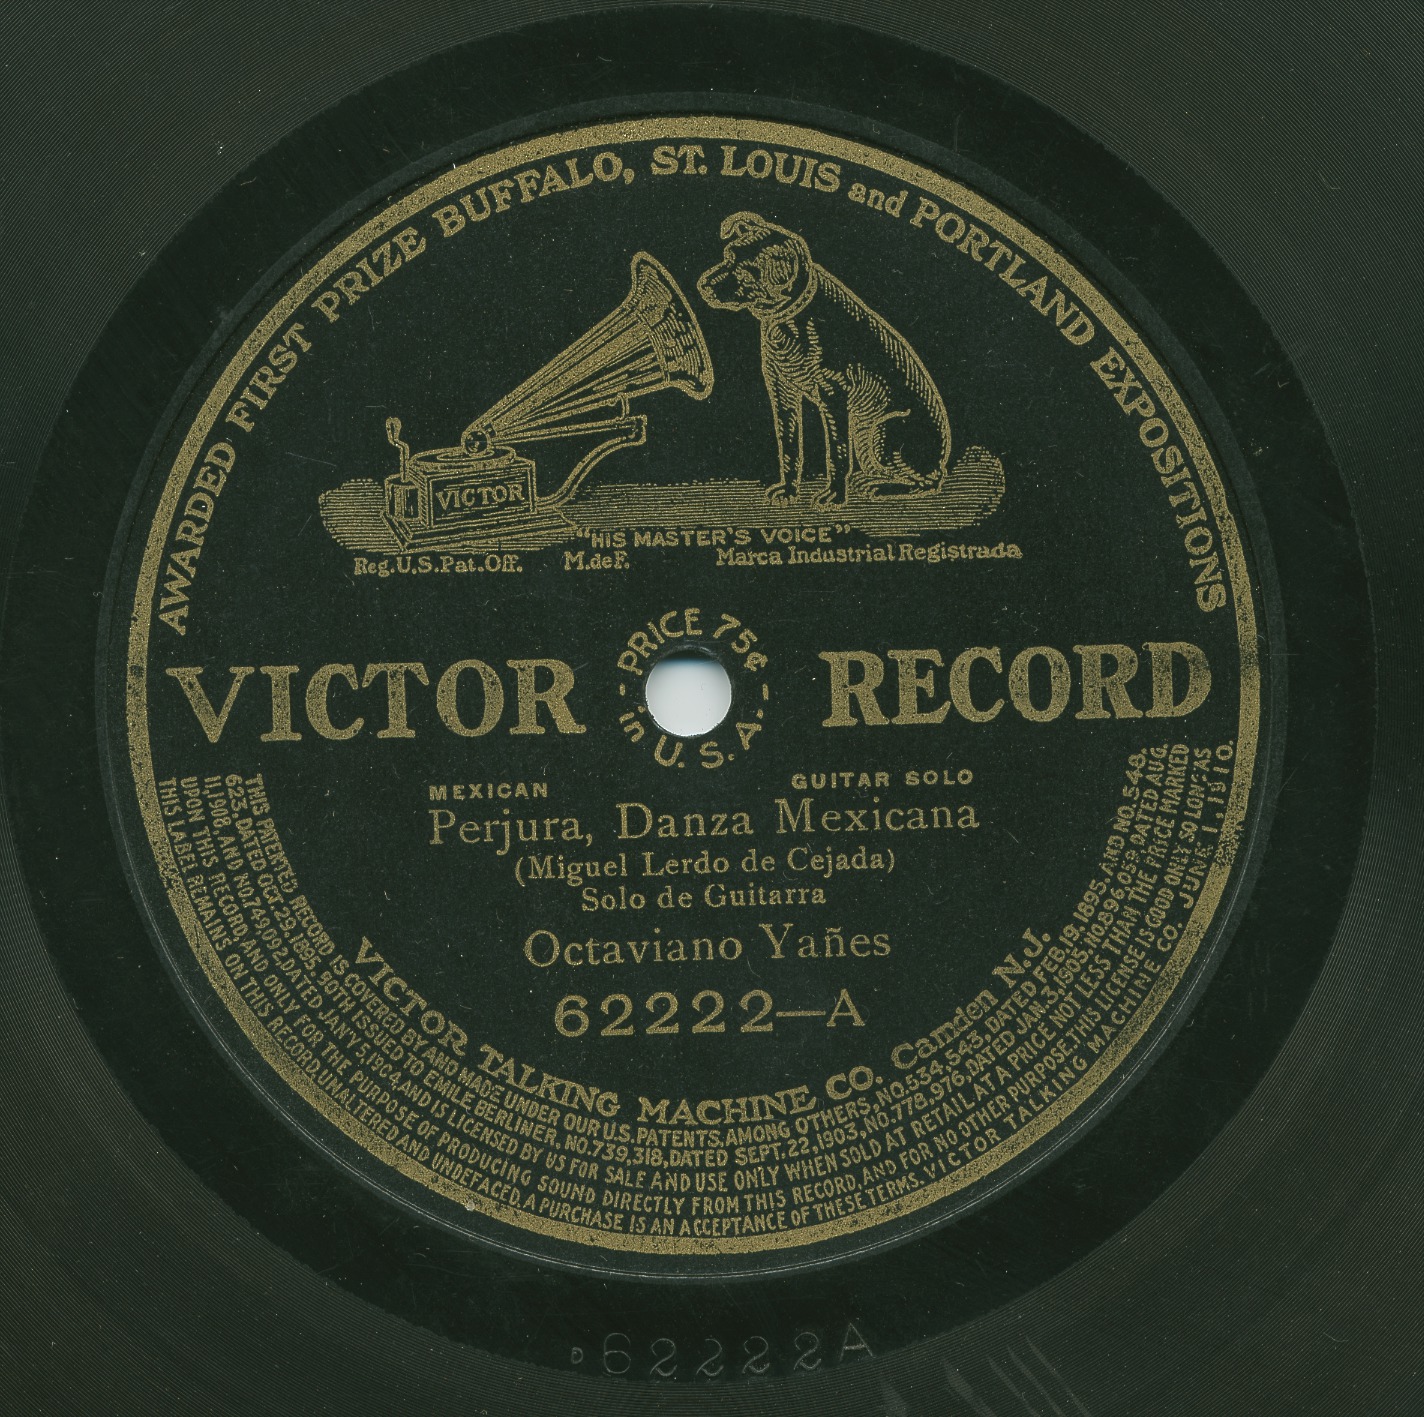 AWARDED FIRST PRIZE BUFFALO, ST. LOUIS and PORTLAND EXPOSITIONS
VICTOR
"HIS MASTER'S VOICE"
Reg.U.S.Pat.Off. M.deF. Marca Industrial Registrada
PRICE 75¢
in U.S.A.
VICTOR RECORD
MEXICAN GUITAR SOLO
Perjura, Danza Mexicana
(Miguel Lerdo de Cejada)
Solo de Guitarra
Octaviano Yañes
62222—A
VICTOR TALKING MACHINE CO. Camden N.J.
THIS PATENTED RECORD IS COVERED BY AND MADE UNDER OUR U.S. PATENTS, AMONG OTHERS, NO.534,543, DATED FEB.19,1895, AND NO.548,
623, DATED OCT 29 1895, BOTH ISSUED TO EMILE BERLINER, NO.739,318, DATED SEPT. 22,1903, NO.778,976, DATED JAN.3,1905, NO.896,059 DATED AUG.
11,1908, AND NO.749,092, DATED JAN'Y 5,1904, AND IS LICENSED BY US FOR SALE AND USE ONLY WHEN SOLD AT RETAIL AT A PRICE NOT LESS THAN THE PRICE MARKED
UPON THIS RECORD, AND ONLY FOR THE PURPOSE OF PRODUCING SOUND DIRECTLY FROM THIS RECORD, AND FOR NO OTHER PURPOSE. THIS LICENSE IS GOOD ONLY SO LONG AS
THIS LABEL REMAINS ON THIS RECORD, UNALTERED AND UNDEFACED. A PURCHASE IS AN ACCEPTANCE OF THESE TERMS. VICTOR TALKING MACHINE CO. JUNE 1, 1910.
D 62222A